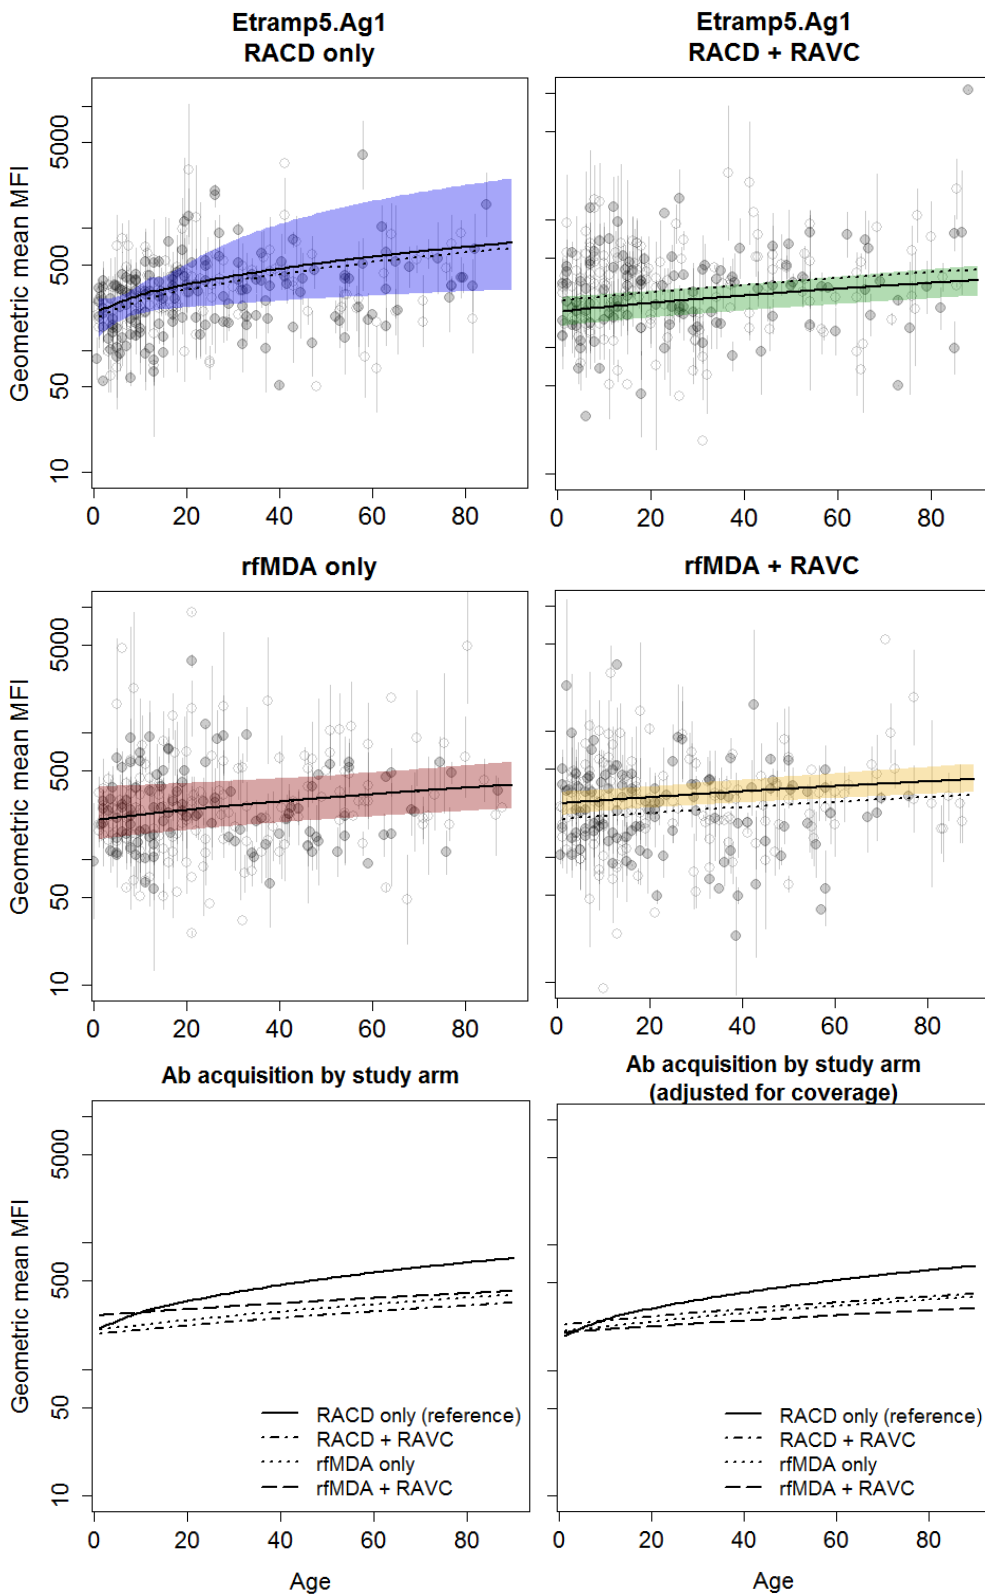 Etramp5.Ag1
RACD only
Etramp5.Ag1
RACD + RAVC
Geometric mean MFI
5000
500
50
10
0 20 40 60 80
0 20 40 60 80
rfMDA only
rfMDA + RAVC
Geometric mean MFI
5000
500
50
10
0 20 40 60 80
0 20 40 60 80
Ab acquisition by study arm
Ab acquisition by study arm
(adjusted for coverage)
Geometric mean MFI
5000
500
50
10
RACD only (reference)
RACD + RAVC
rfMDA only
rfMDA + RAVC
RACD only
RACD + RAVC
rfMDA only
rfMDA + RAVC
0 20 40 60 80
0 20 40 60 80
Age
Age